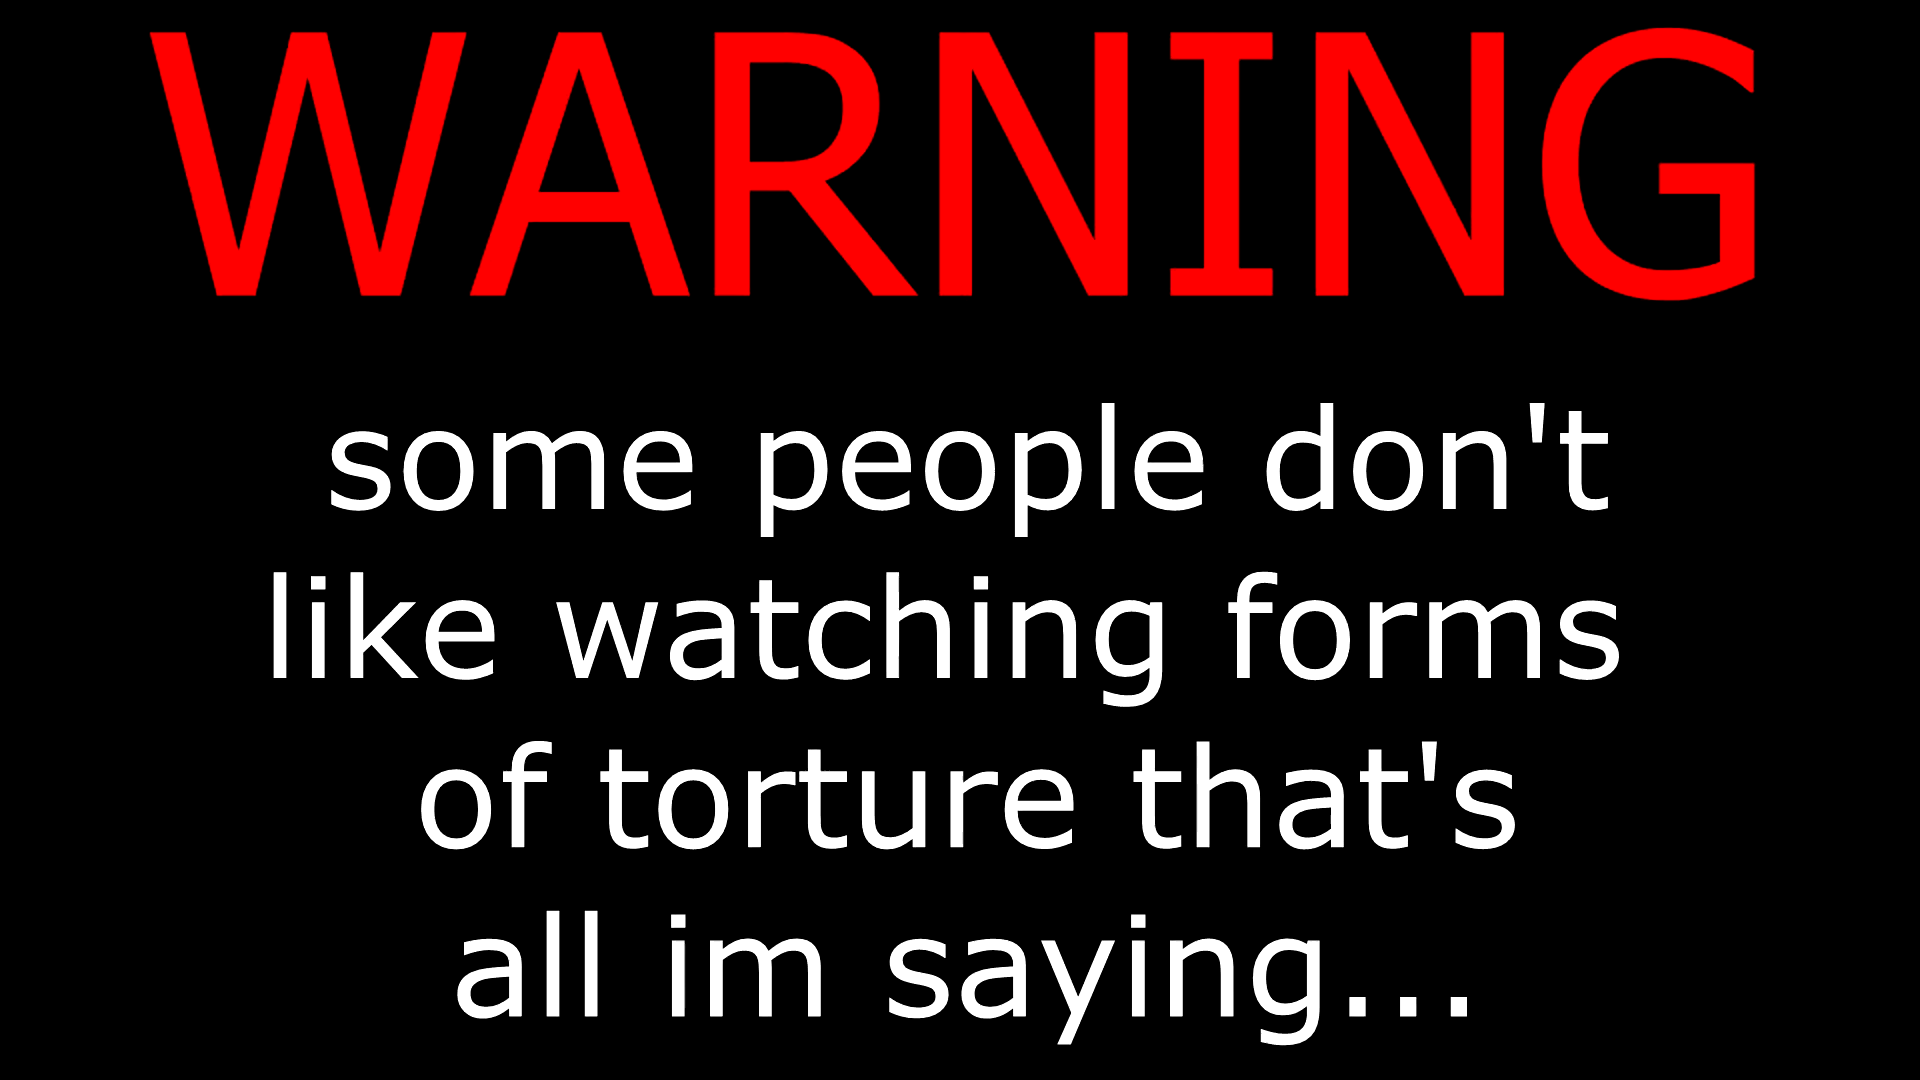 WARNING
some people don't
like watching forms
of torture that's
all im saying...